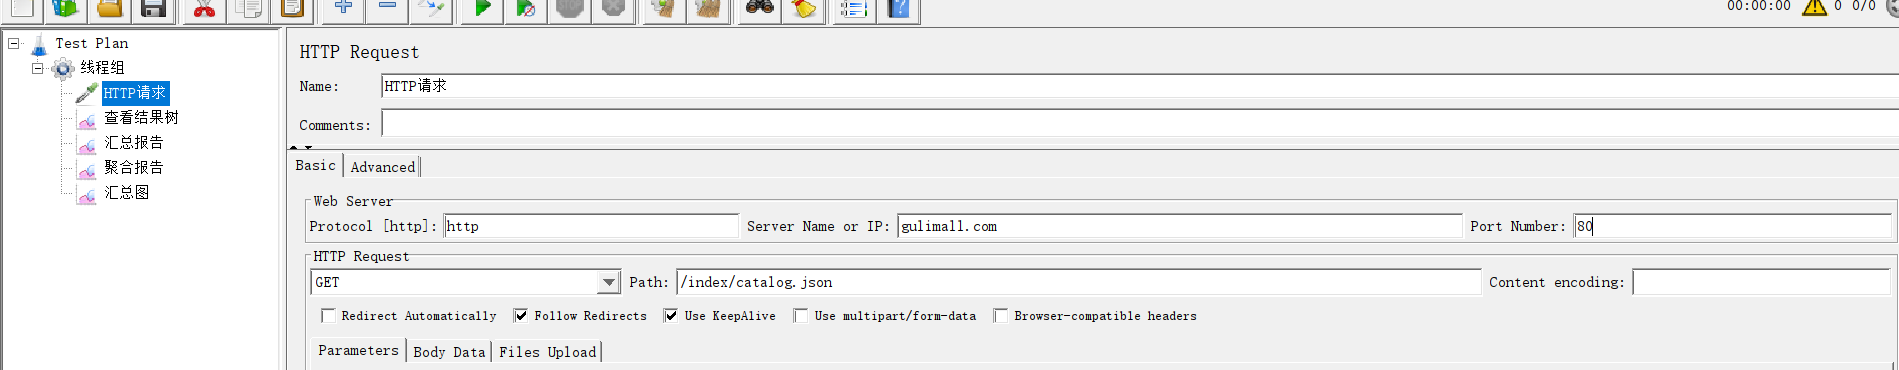 00:00:00 0 0/0
Test Plan
线程组
HTTP请求
查看结果树
汇总报告
聚合报告
汇总图
HTTP Request
Name: HTTP请求
Comments:
Basic Advanced
Web Server
Protocol [http]: http Server Name or IP: gulimall.com Port Number: 80
HTTP Request
GET Path: /index/catalog.json Content encoding:
Redirect Automatically Follow Redirects Use KeepAlive Use multipart/form-data Browser-compatible headers
Parameters Body Data Files Upload